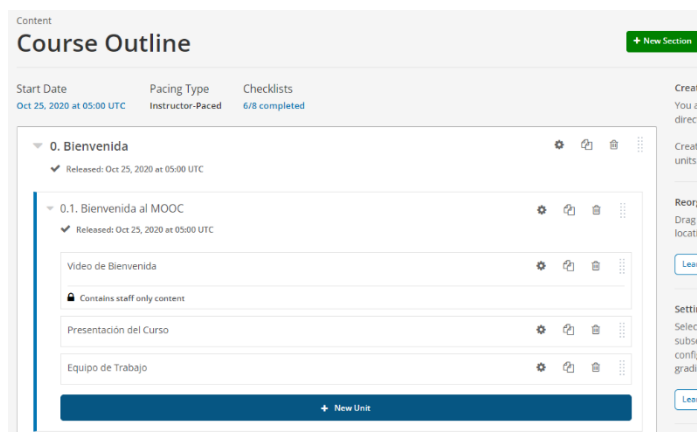 Content
Course Outline
+ New Section
Start Date
Pacing Type
Checklists
Oct 25, 2020 at 05:00 UTC
Instructor-Paced
6/8 completed
0. Bienvenida
Released: Oct 25, 2020 at 05:00 UTC
0.1. Bienvenida al MOOC
Released: Oct 25, 2020 at 05:00 UTC
Video de Bienvenida
Contains staff only content
Presentación del Curso
Equipo de Trabajo
+ New Unit
You
units
Drag